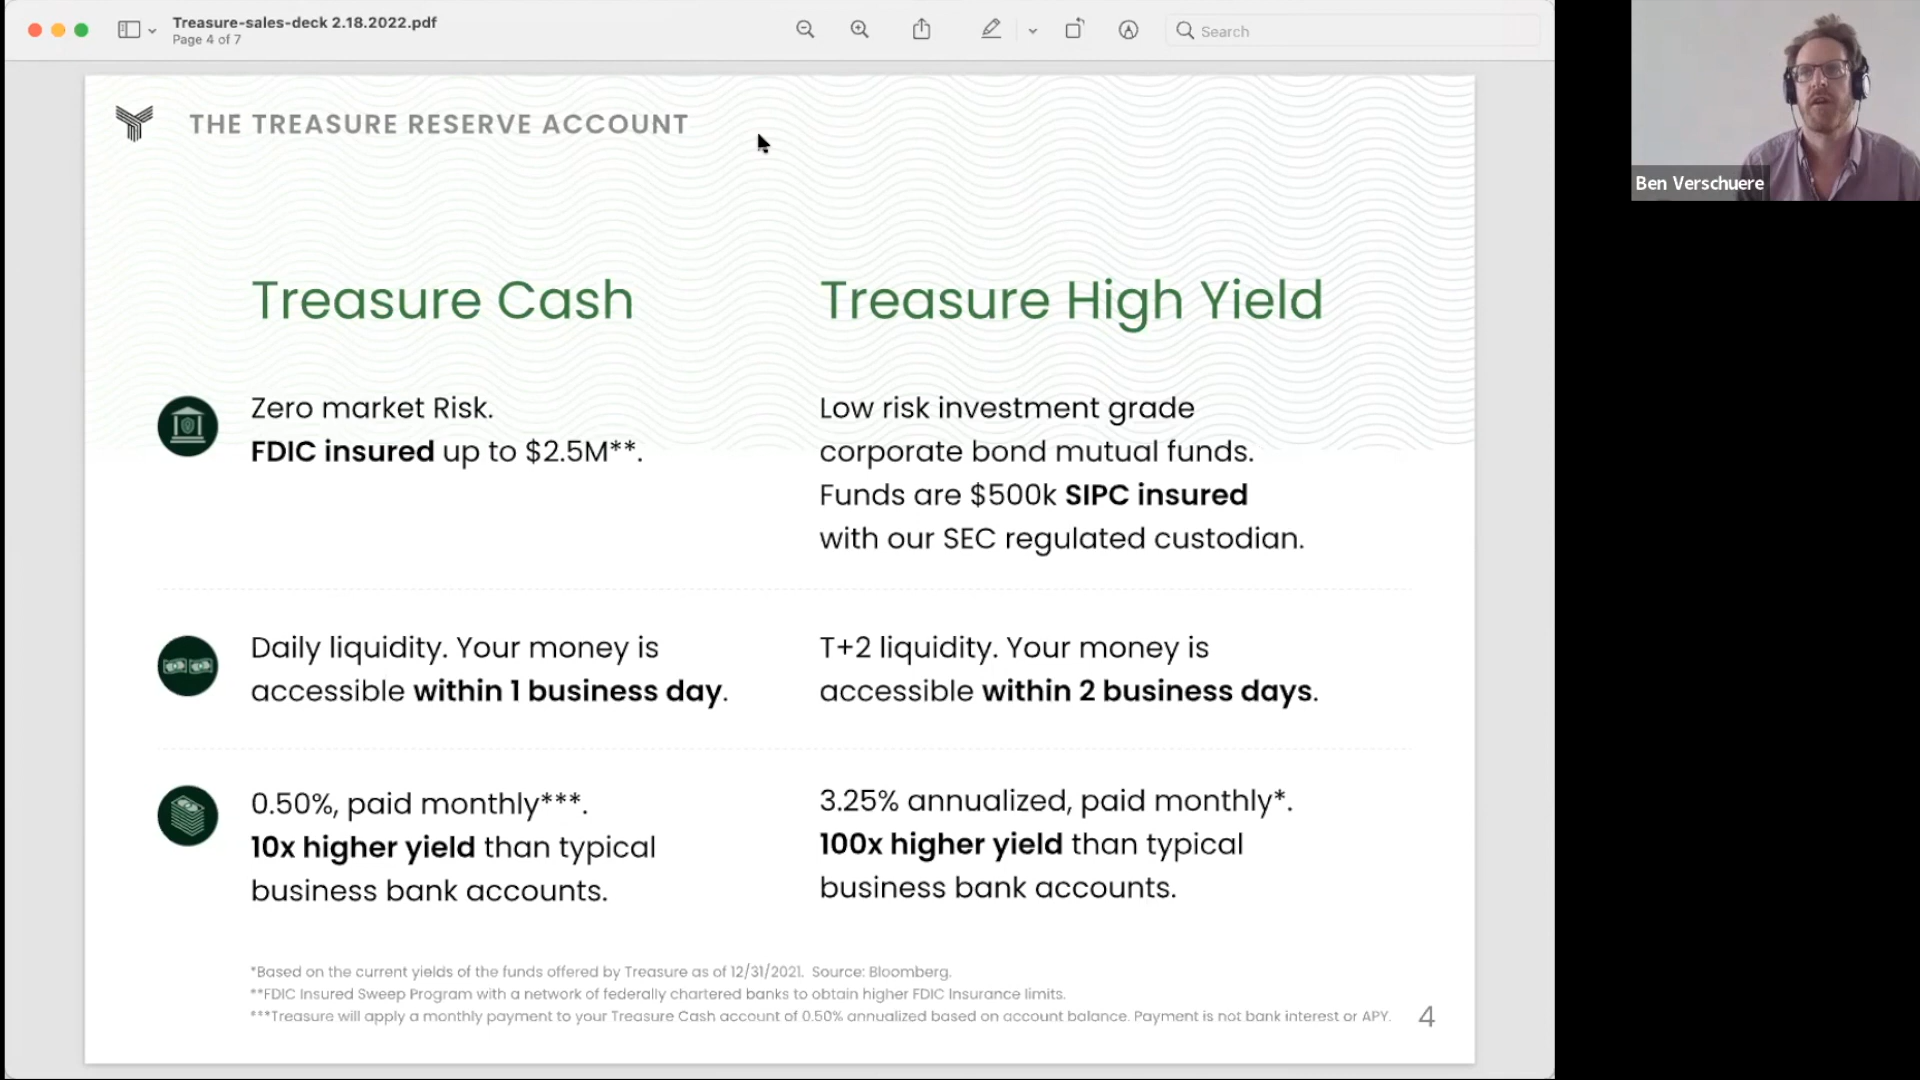 Treasure-sales-deck 2.18.2022.pdf
Page 4 of 7
Search
Ben Verschuere
THE TREASURE RESERVE ACCOUNT
Treasure Cash
Zero market Risk.
FDIC insured up to $2.5M**.
Treasure High Yield
Low risk investment grade
corporate bond mutual funds.
Funds are $500k SIPC insured
with our SEC regulated custodian.
Daily liquidity. Your money is
accessible within 1 business day.
T+2 liquidity. Your money is
accessible within 2 business days.
0.50%, paid monthly***.
10x higher yield than typical
business bank accounts.
3.25% annualized, paid monthly*.
100x higher yield than typical
business bank accounts.
*Based on the current yields of the funds offered by Treasure as of 12/31/2021. Source: Bloomberg.
**FDIC Insured Sweep Program with a network of federally chartered banks to obtain higher FDIC Insurance limits.
***Treasure will apply a monthly payment to your Treasure Cash account of 0.50% annualized based on account balance. Payment is not bank interest or APY.
4